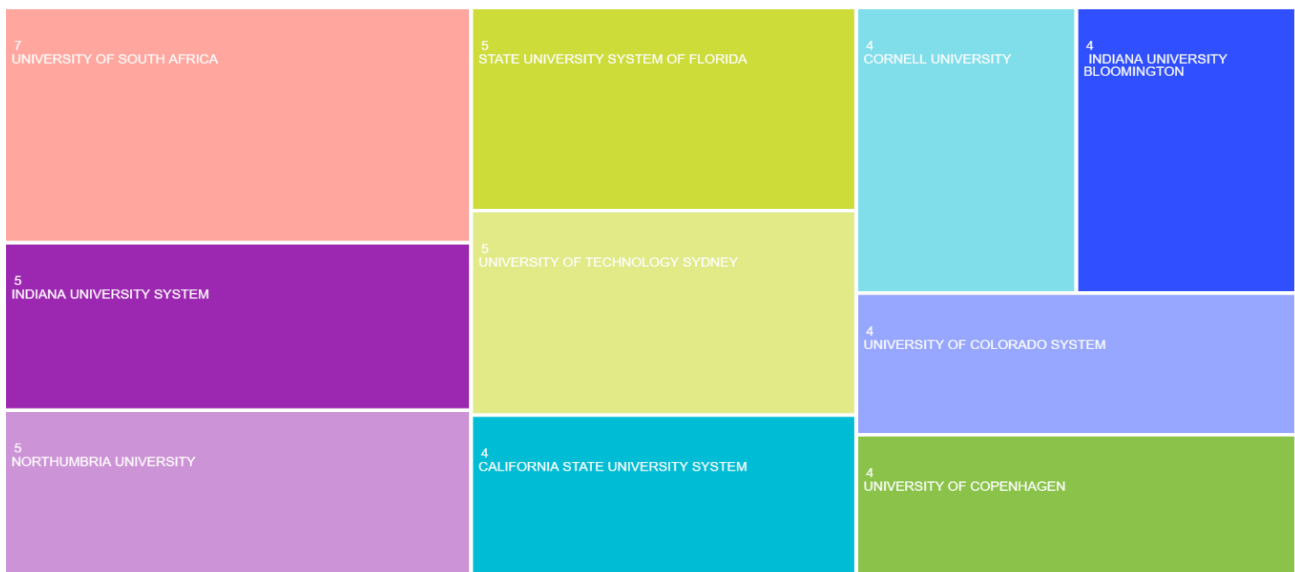 7
UNIVERSITY OF SOUTH AFRICA
5
INDIANA UNIVERSITY SYSTEM
5
NORTHUMBRIA UNIVERSITY
5
STATE UNIVERSITY SYSTEM OF FLORIDA
5
UNIVERSITY OF TECHNOLOGY SYDNEY
4
CALIFORNIA STATE UNIVERSITY SYSTEM
4
CORNELL UNIVERSITY
4
INDIANA UNIVERSITY
BLOOMINGTON
4
UNIVERSITY OF COLORADO SYSTEM
4
UNIVERSITY OF COPENHAGEN